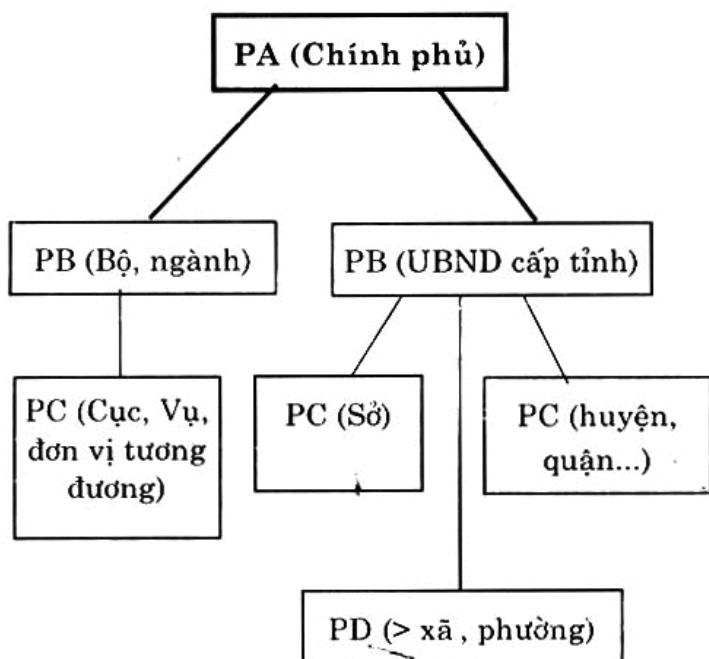 PA (Chính phủ)
PB (Bộ, ngành)
PB (UBND cấp tỉnh)
PC (Cục, Vụ,
đơn vị tương
đương)
PC (Sở)
PC (huyện,
quận...)
PD (> xã , phường)